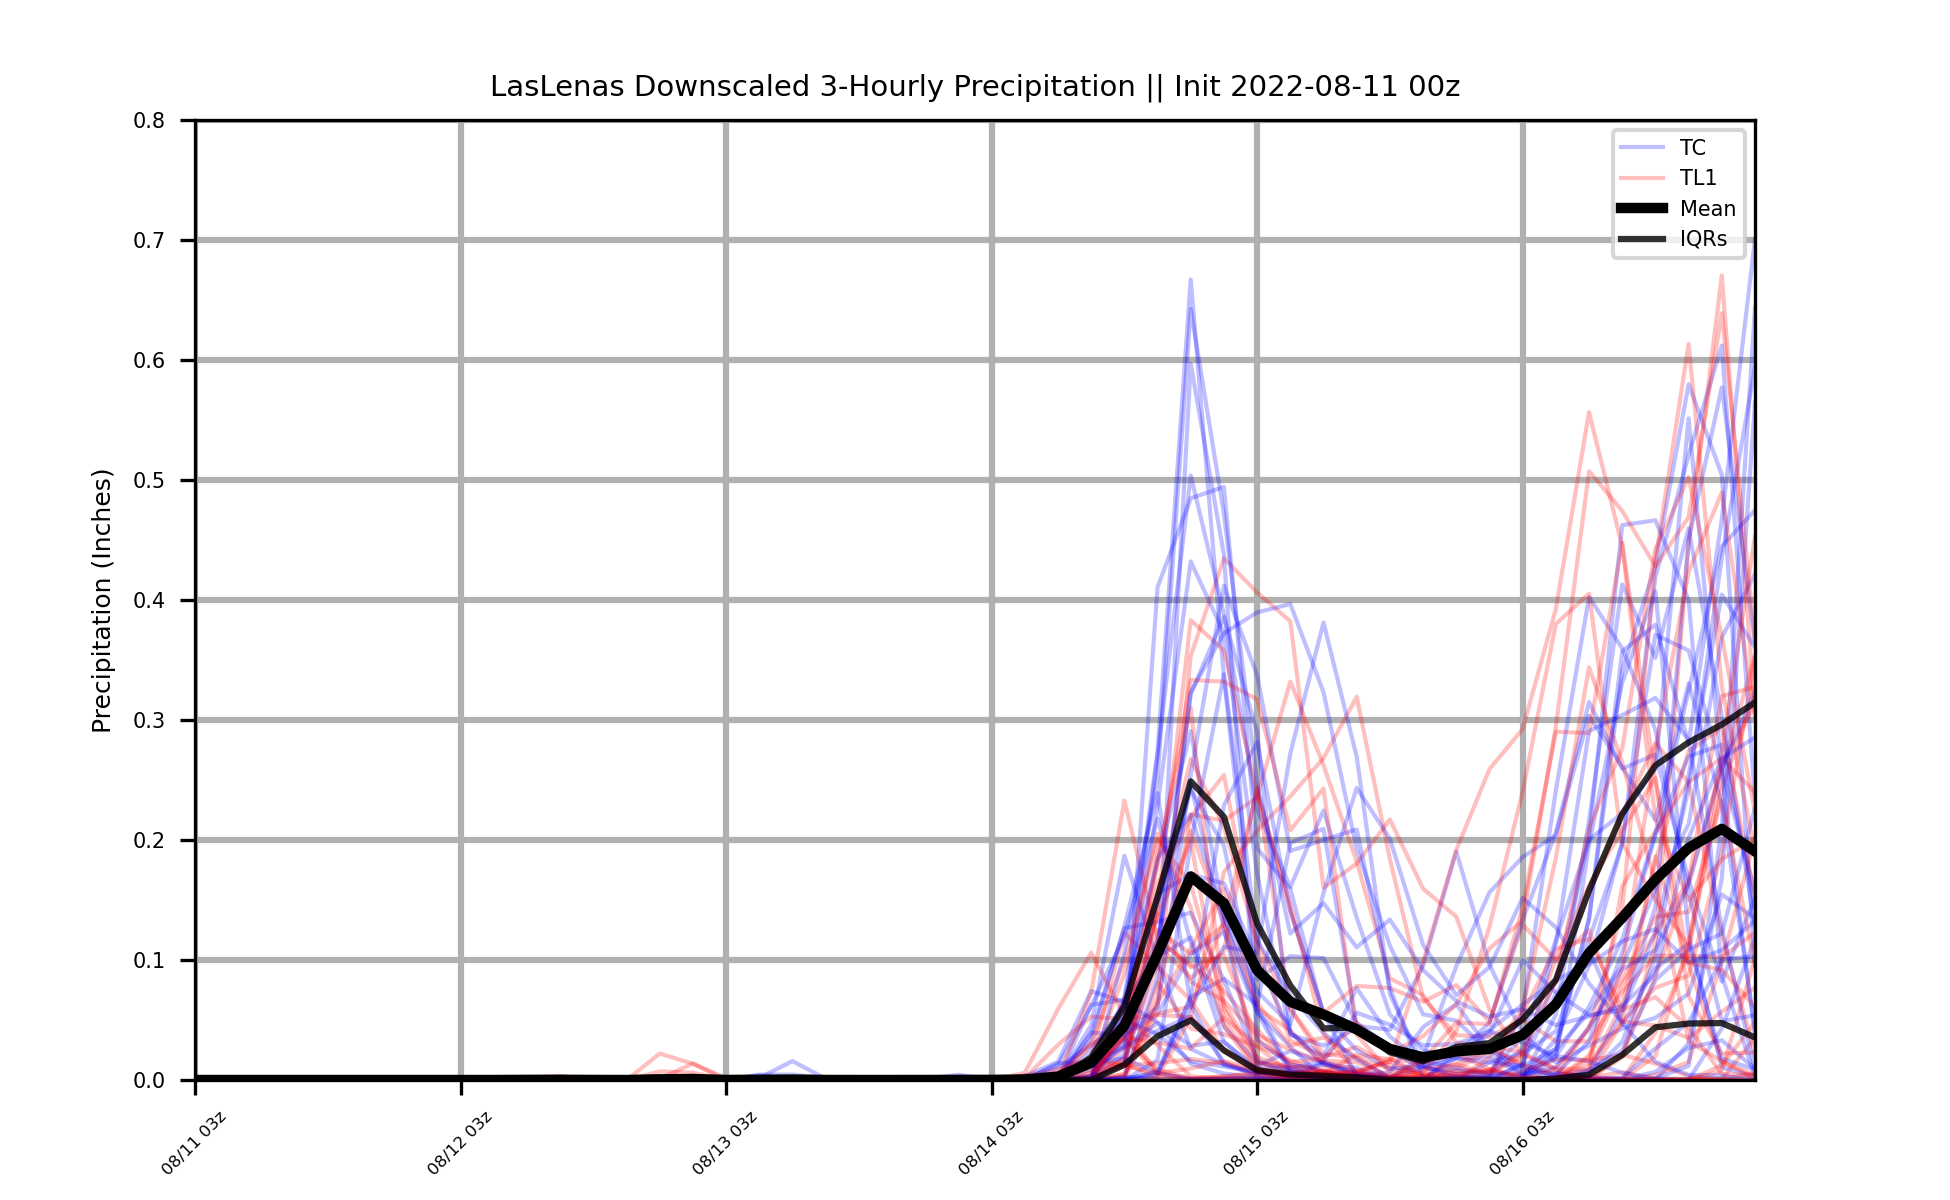 LasLenas Downscaled 3-Hourly Precipitation || Init 2022-08-11 00z
Precipitation (Inches)
0.8
0.7
0.6
0.5
0.4
0.3
0.2
0.1
0.0
TC
TL1
Mean
IQRs
08/11 03z
08/12 03z
08/13 03z
08/14 03z
08/15 03z
08/16 03z